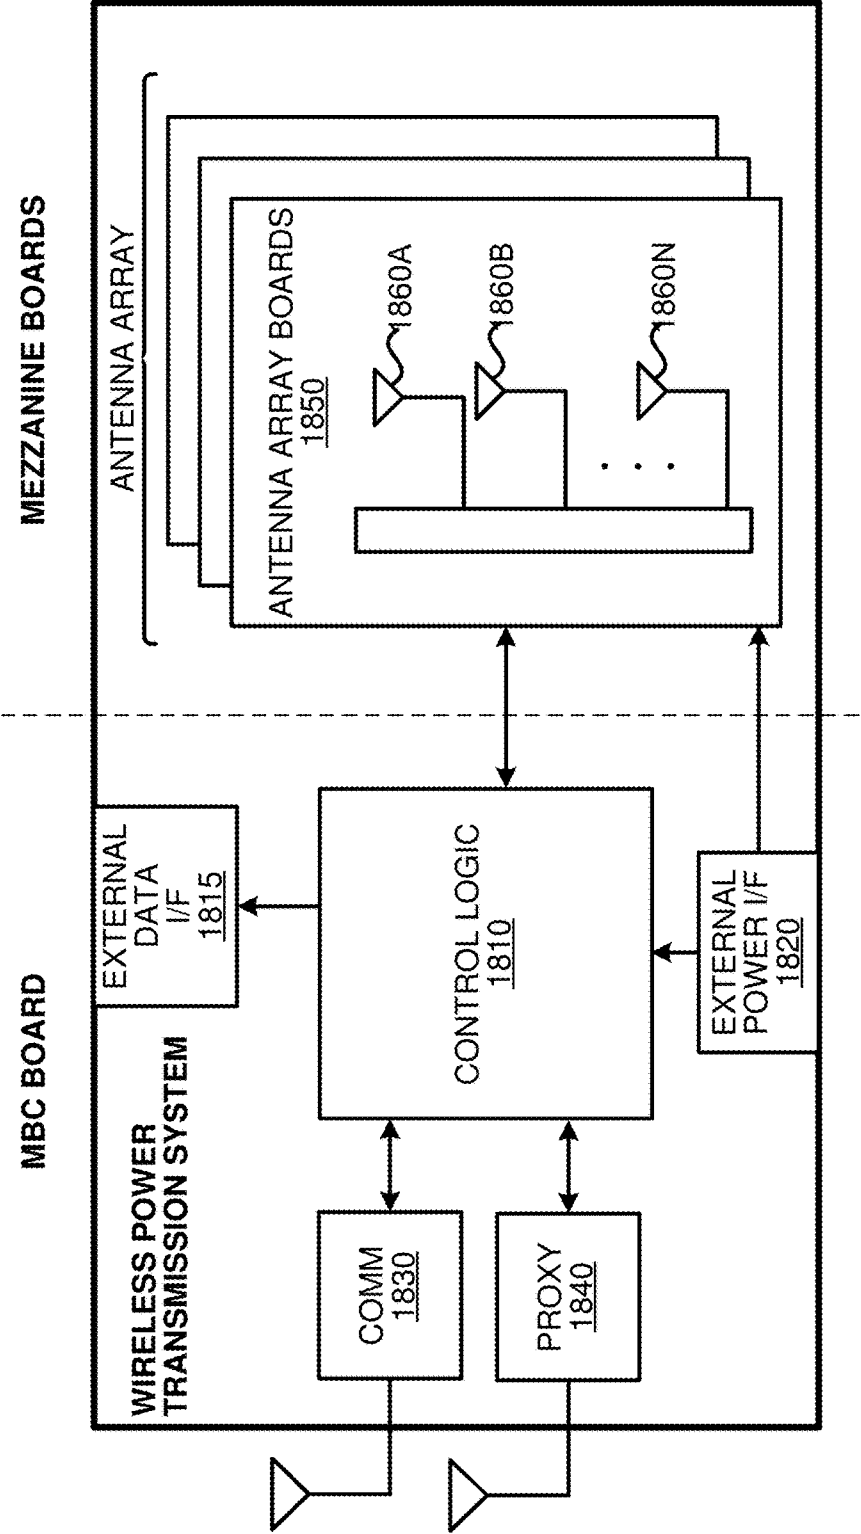 MBC BOARD
MEZZANINE BOARDS
WIRELESS POWER
TRANSMISSION SYSTEM
EXTERNAL
DATA
I/F
1815
ANTENNA ARRAY
COMM
1830
PROXY
1840
CONTROL LOGIC
1810
EXTERNAL
POWER I/F
1820
ANTENNA ARRAY BOARDS
1850
1860A
1860B
. . .
1860N